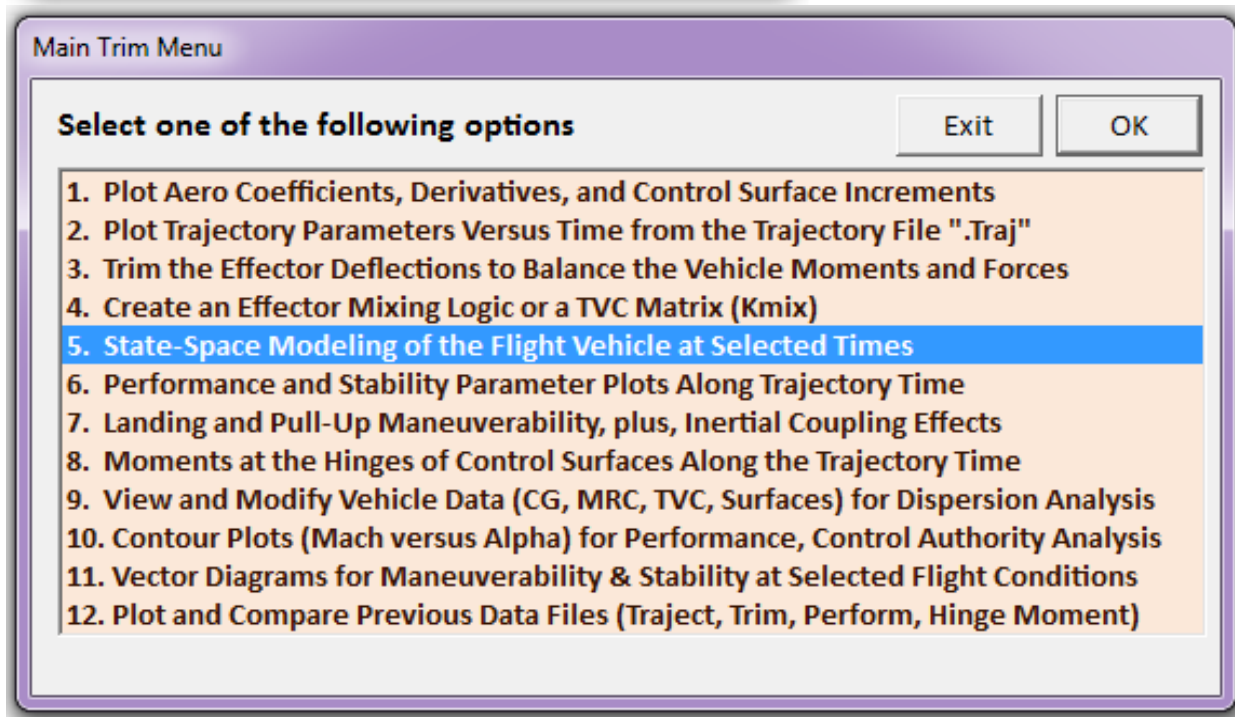 Main Trim Menu
Select one of the following options
Exit
OK
1. Plot Aero Coefficients, Derivatives, and Control Surface Increments
2. Plot Trajectory Parameters Versus Time from the Trajectory File ".Traj"
3. Trim the Effector Deflections to Balance the Vehicle Moments and Forces
4. Create an Effector Mixing Logic or a TVC Matrix (Kmix)
5. State-Space Modeling of the Flight Vehicle at Selected Times
6. Performance and Stability Parameter Plots Along Trajectory Time
7. Landing and Pull-Up Maneuverability, plus, Inertial Coupling Effects
8. Moments at the Hinges of Control Surfaces Along the Trajectory Time
9. View and Modify Vehicle Data (CG, MRC, TVC, Surfaces) for Dispersion Analysis
10. Contour Plots (Mach versus Alpha) for Performance, Control Authority Analysis
11. Vector Diagrams for Maneuverability & Stability at Selected Flight Conditions
12. Plot and Compare Previous Data Files (Traject, Trim, Perform, Hinge Moment)